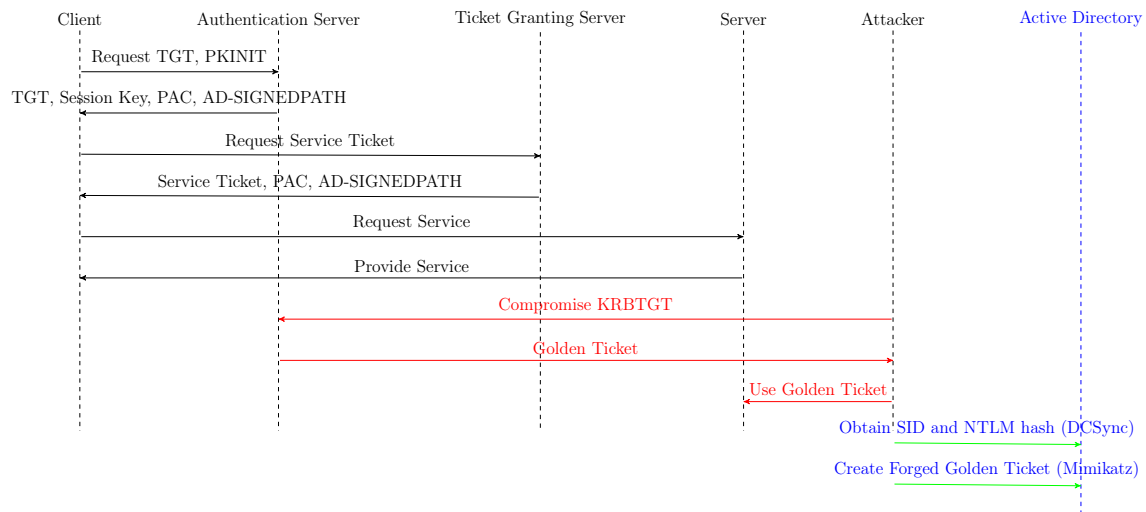 Client
Authentication Server
Ticket Granting Server
Server
Attacker
Active Directory
Request TGT, PKINIT
TGT, Session Key, PAC, AD-SIGNEDPATH
Request Service Ticket
Service Ticket, PAC, AD-SIGNEDPATH
Request Service
Provide Service
Compromise KRBTGT
Golden Ticket
Use Golden Ticket
Obtain SID and NTLM hash (DCSync)
Create Forged Golden Ticket (Mimikatz)